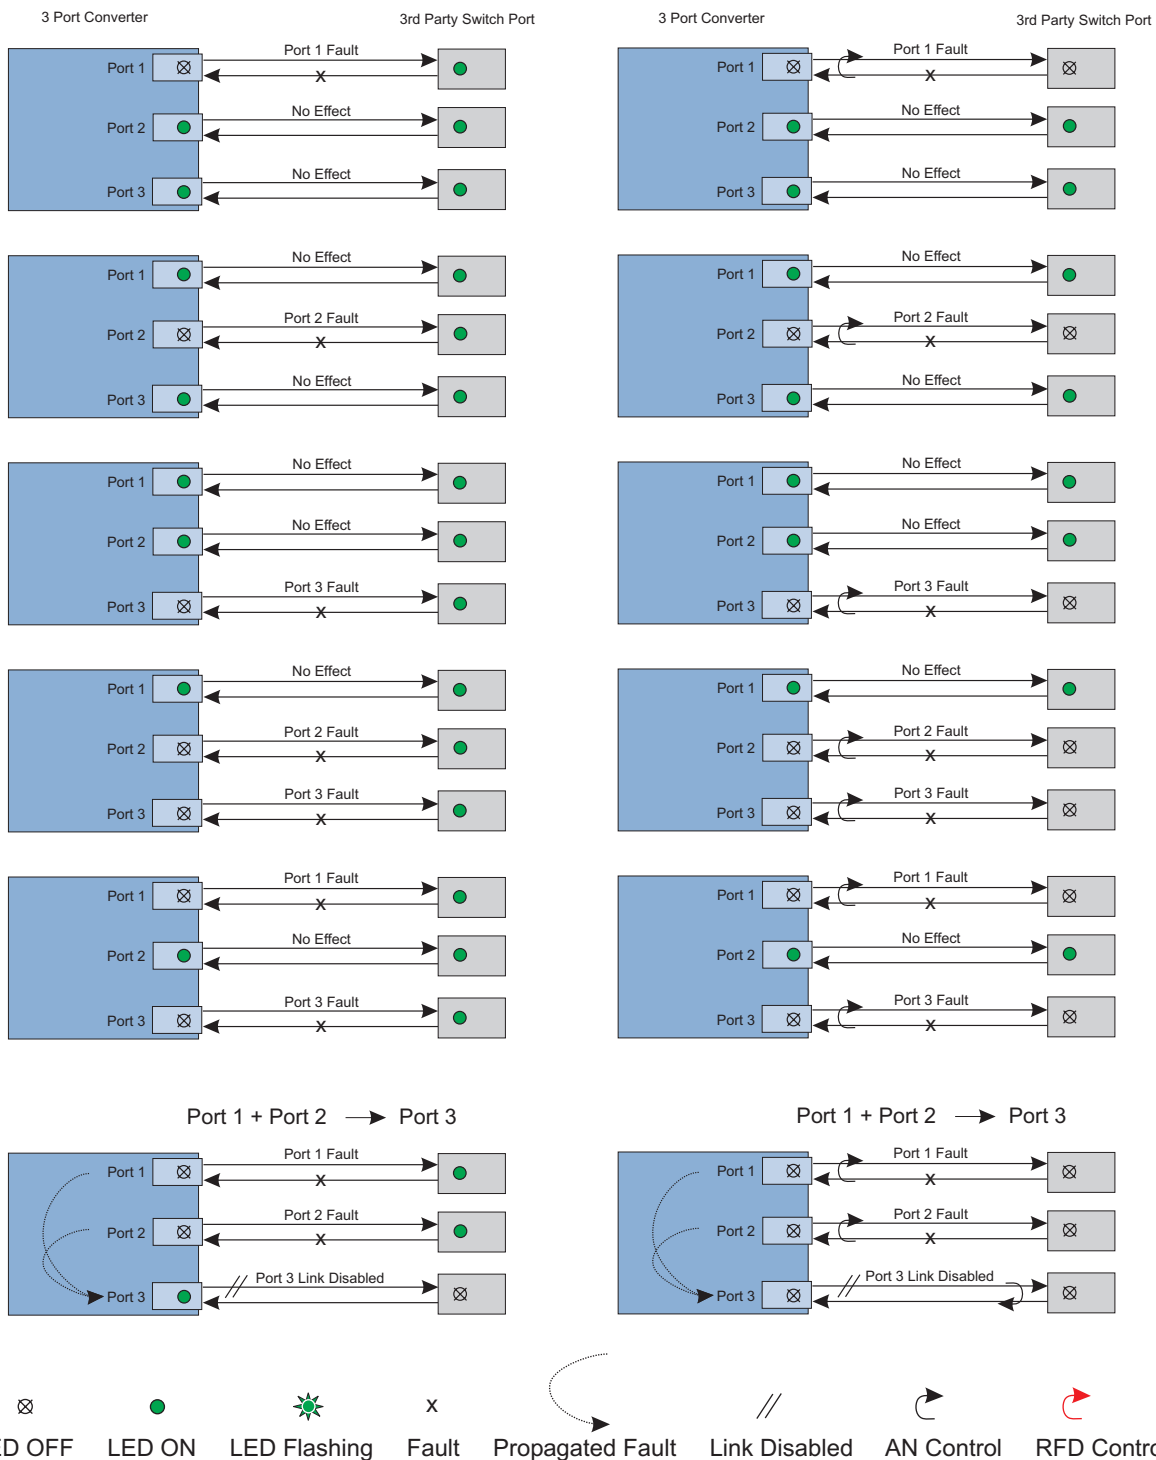 3 Port Converter
3rd Party Switch Port
Port 1
Port 1 Fault
x
Port 2
No Effect
Port 3
No Effect
Port 1
No Effect
Port 2
Port 2 Fault
x
Port 3
No Effect
Port 1
No Effect
Port 2
No Effect
Port 3
Port 3 Fault
x
Port 1
No Effect
Port 2
Port 2 Fault
x
Port 3
Port 3 Fault
x
Port 1
Port 1 Fault
x
Port 2
No Effect
Port 3
Port 3 Fault
x
Port 1 + Port 2 → Port 3
Port 1
Port 1 Fault
x
Port 2
Port 2 Fault
x
Port 3
Port 3 Link Disabled
3 Port Converter
3rd Party Switch Port
Port 1
Port 1 Fault
x
Port 2
No Effect
Port 3
No Effect
Port 1
No Effect
Port 2
Port 2 Fault
x
Port 3
No Effect
Port 1
No Effect
Port 2
No Effect
Port 3
Port 3 Fault
x
Port 1
No Effect
Port 2
Port 2 Fault
x
Port 3
Port 3 Fault
x
Port 1
Port 1 Fault
x
Port 2
No Effect
Port 3
Port 3 Fault
x
Port 1 + Port 2 → Port 3
Port 1
Port 1 Fault
x
Port 2
Port 2 Fault
x
Port 3
Port 3 Link Disabled
x
ED OFF
LED ON
LED Flashing
Fault
Propagated Fault
Link Disabled
AN Control
RFD Contro